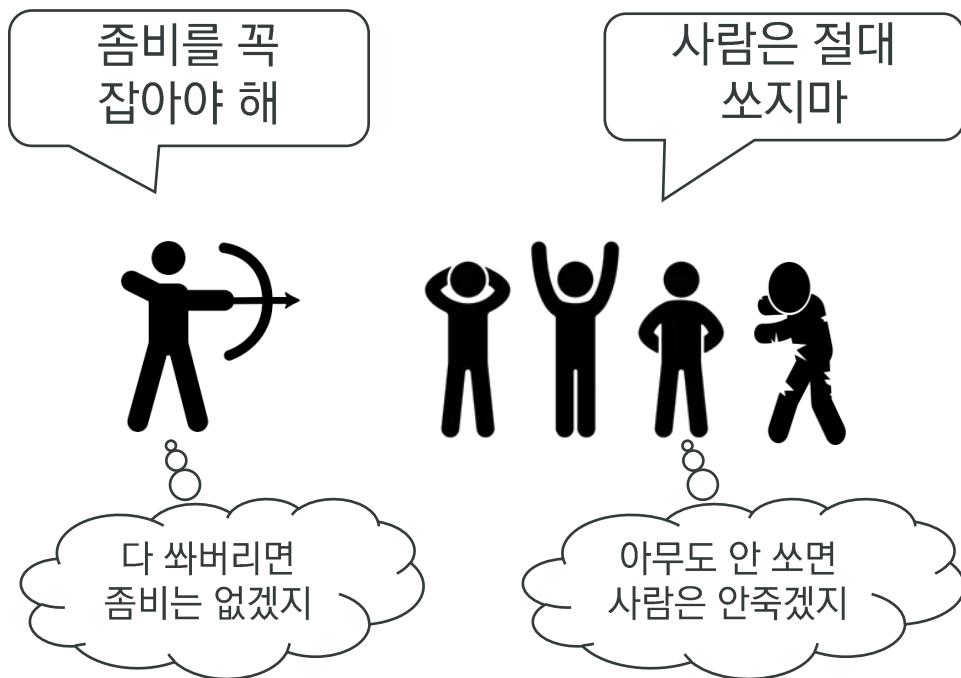 좀비를 꼭
잡아야 해
사람은 절대
쏘지마
다 쏴버리면
좀비는 없겠지
아무도 안 쏘면
사람은 안죽겠지